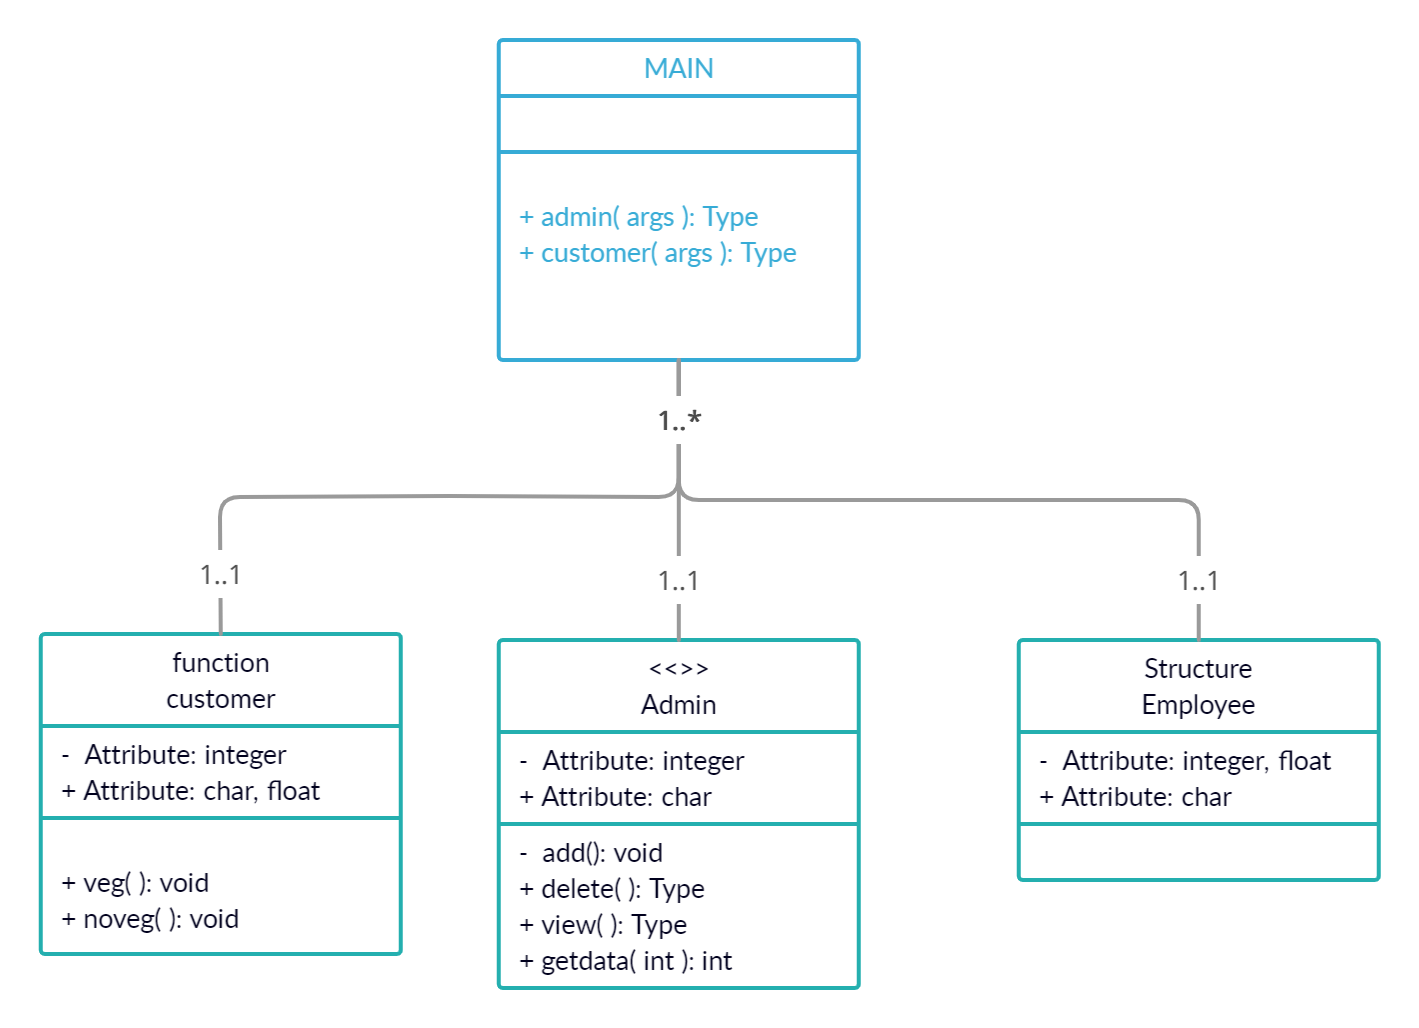 MAIN
+ admin( args ): Type
+ customer( args ): Type
1..*
1..1
1..1
1..1
function
customer
- Attribute: integer
+ Attribute: char, float
+ veg( ): void
+ noveg( ): void
<<>>
Admin
- Attribute: integer
+ Attribute: char
- add(): void
+ delete( ): Type
+ view( ): Type
+ getdata( int ): int
Structure
Employee
- Attribute: integer, float
+ Attribute: char